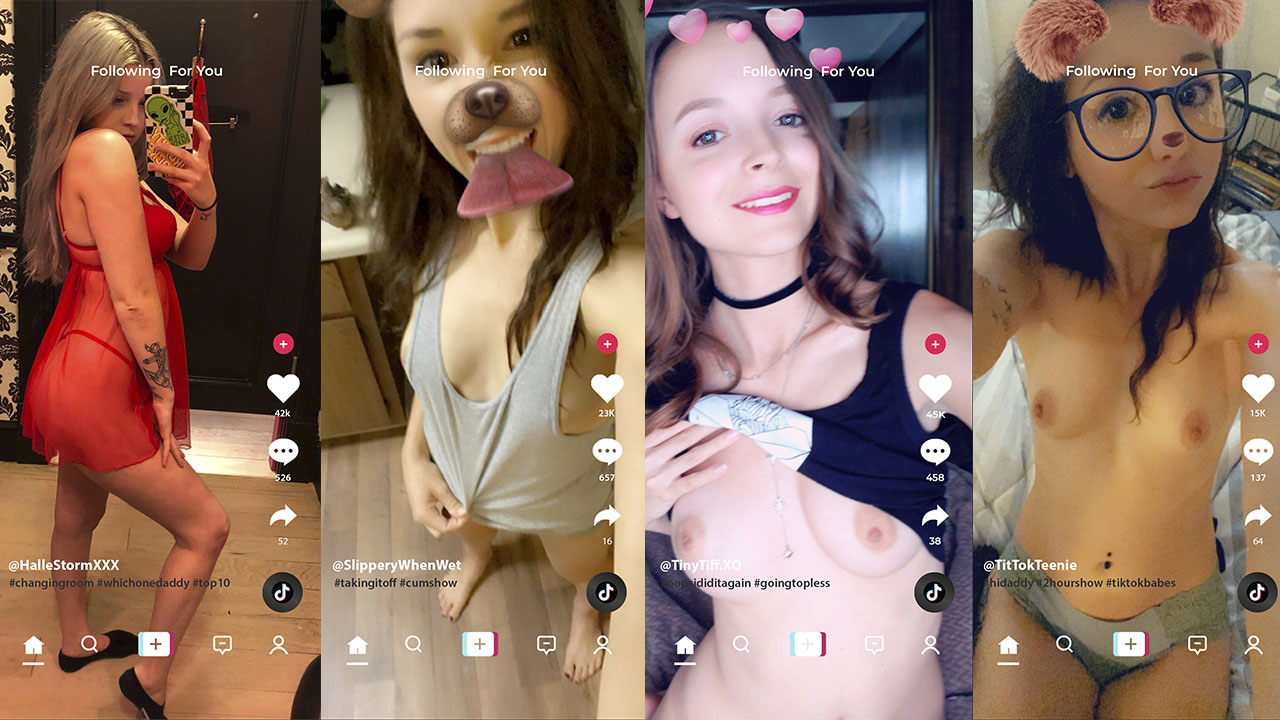 Following For You
42k
526
52
@HalleStormXXX
#changingroom #whichonedaddy #top10
Following For You
23K
657
16
@SlipperyWhenWet
#takingitoff #cumshow
Following For You
45K
458
38
@TinyTiff.XO
#oopsididitagain #goingtopless
Following For You
15K
137
64
@TitTokTeenie
#hidaddy #2hourshow #tiktokbabes